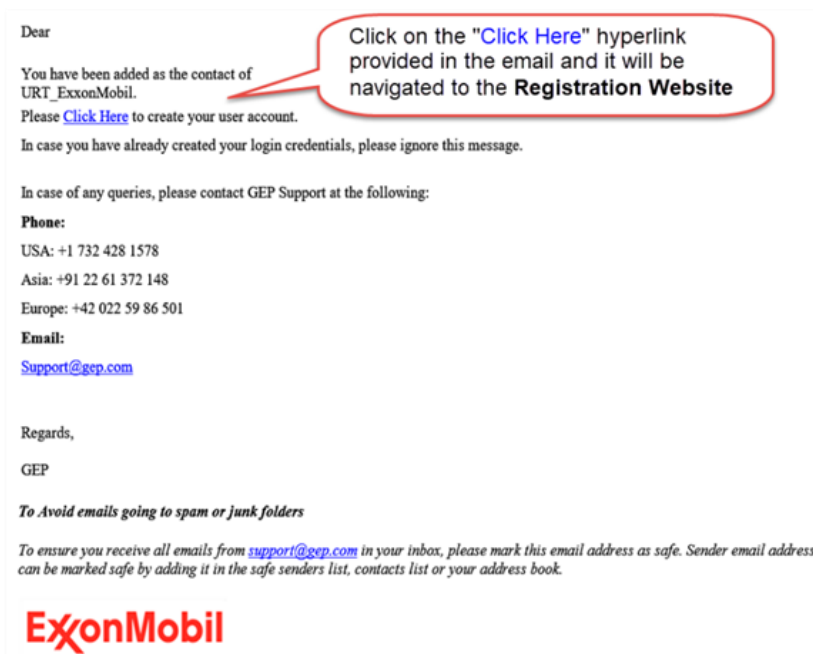 Dear
Click on the "Click Here" hyperlink
provided in the email and it will be
navigated to the Registration Website
You have been added as the contact of
URT_ExxonMobil.
Please Click Here to create your user account.
In case you have already created your login credentials, please ignore this message.
In case of any queries, please contact GEP Support at the following:
Phone:
USA: +1 732 428 1578
Asia: +91 22 61 372 148
Europe: +42 022 59 86 501
Email:
Support@gep.com
Regards,
GEP
To Avoid emails going to spam or junk folders
To ensure you receive all emails from support@gep.com in your inbox, please mark this email address as safe. Sender email address
can be marked safe by adding it in the safe senders list, contacts list or your address book.
ExxonMobil